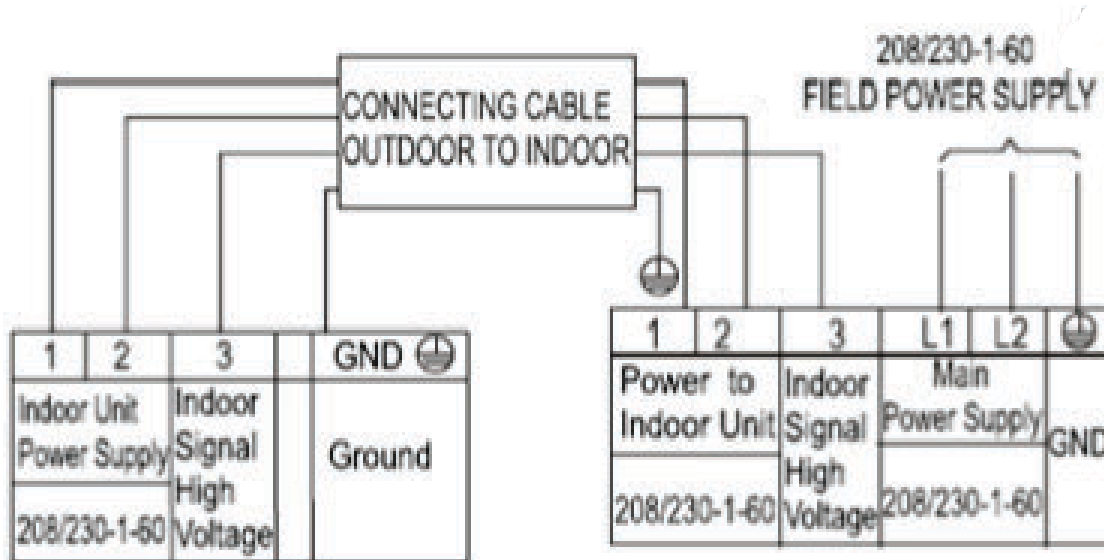 208/230-1-60
FIELD POWER SUPPLY
CONNECTING CABLE
OUTDOOR TO INDOOR
1 2 3 GND
Indoor Unit
Power Supply
208/230-1-60
Indoor
Signal
High
Voltage
Ground
1 2 3 L1 L2
Power to
Indoor Unit
208/230-1-60
Indoor
Signal
High
Voltage
Main
Power Supply
208/230-1-60
GND